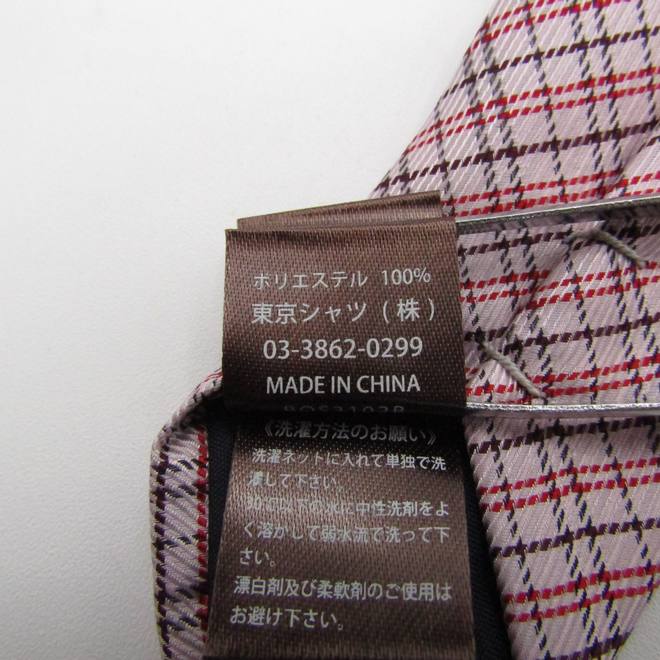 ポリエステル 100%
東京シャツ (株)
03-3862-0299
MADE IN CHINA
《洗濯方法のお願い》
洗濯ネットに入れて単独で洗
濯して下さい。
30℃以下の水に中性洗剤をよ
く溶かして弱水流で洗って下
さい。
漂白剤及び柔軟剤のご使用は
お避け下さい。